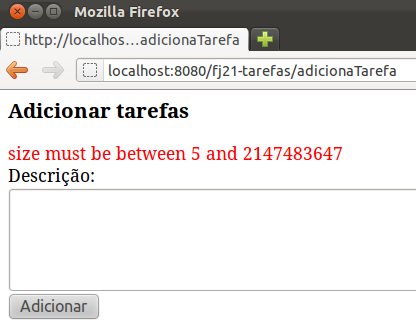 Mozilla Firefox
http://localhos...adicionaTarefa
localhost:8080/fj21-tarefas/adicionaTarefa
Adicionar tarefas
size must be between 5 and 2147483647
Descrição:
Adicionar